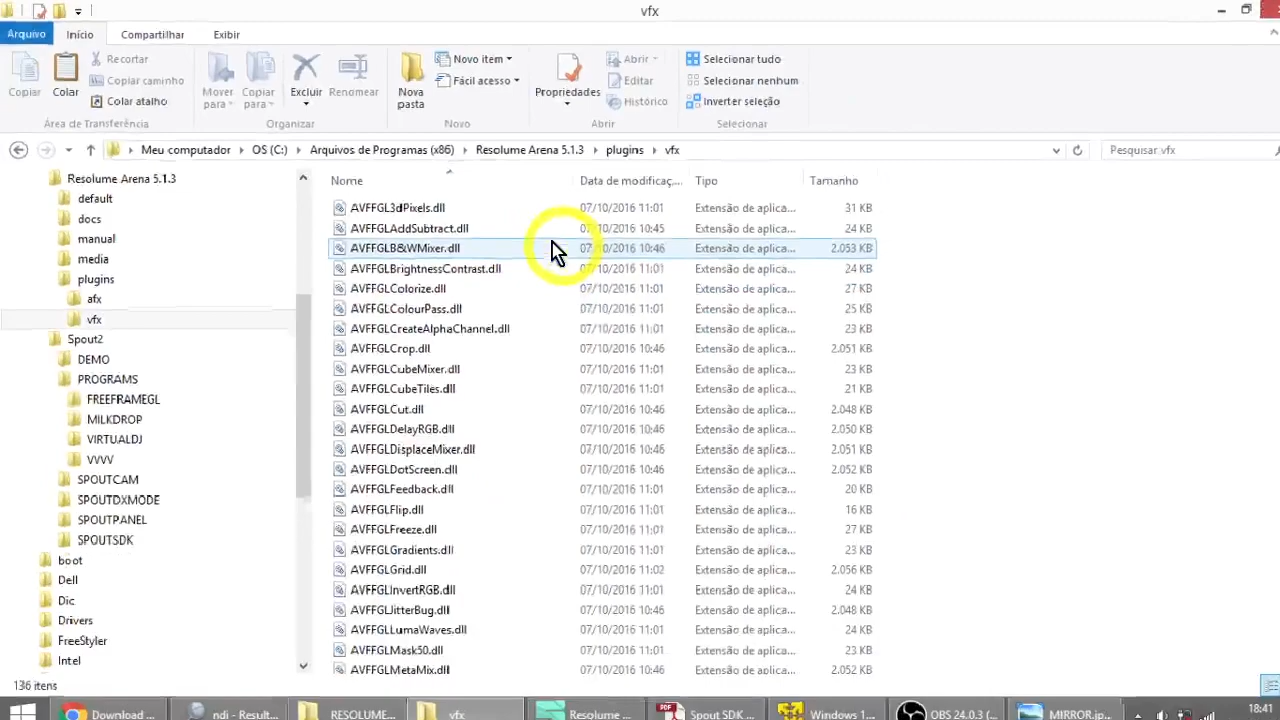 vfx
Arquivo Início Compartilhar Exibir
Copiar
Colar
Recortar
Copiar caminho
Colar atalho
Área de Transferência
Mover para
Copiar para
Excluir
Renomear
Organizar
Nova pasta
Novo item
Fácil acesso
Novo
Propriedades
Abrir
Editar
Histórico
Abrir
Selecionar tudo
Selecionar nenhum
Inverter seleção
Selecionar
Meu computador OS (C:) Arquivos de Programas (x86) Resolume Arena 5.1.3 plugins vfx
Pesquisar vfx
Resolume Arena 5.1.3
default
docs
manual
media
plugins
afx
vfx
Spout2
DEMO
PROGRAMS
FREEFRAMEGL
MILKDROP
VIRTUALDJ
VVVV
SPOUTCAM
SPOUTDXMODE
SPOUTPANEL
SPOUTSDK
boot
Dell
Dic
Drivers
FreeStyler
Intel
Nome Data de modificaç... Tipo Tamanho
AVFFGL3dPixels.dll 07/10/2016 11:01 Extensão de aplica... 31 KB
AVFFGLAddSubtract.dll 07/10/2016 10:45 Extensão de aplica... 24 KB
AVFFGLB&WMixer.dll 07/10/2016 10:46 Extensão de aplica... 2.053 KB
AVFFGLBrightnessContrast.dll 07/10/2016 11:01 Extensão de aplica... 24 KB
AVFFGLColorize.dll 07/10/2016 11:01 Extensão de aplica... 27 KB
AVFFGLColourPass.dll 07/10/2016 11:01 Extensão de aplica... 25 KB
AVFFGLCreateAlphaChannel.dll 07/10/2016 11:01 Extensão de aplica... 23 KB
AVFFGLCrop.dll 07/10/2016 10:46 Extensão de aplica... 2.051 KB
AVFFGLCubeMixer.dll 07/10/2016 11:01 Extensão de aplica... 23 KB
AVFFGLCubeTiles.dll 07/10/2016 11:01 Extensão de aplica... 21 KB
AVFFGLCut.dll 07/10/2016 10:46 Extensão de aplica... 2.048 KB
AVFFGLDelayRGB.dll 07/10/2016 10:46 Extensão de aplica... 2.050 KB
AVFFGLDisplaceMixer.dll 07/10/2016 10:46 Extensão de aplica... 2.051 KB
AVFFGLDotScreen.dll 07/10/2016 10:46 Extensão de aplica... 2.052 KB
AVFFGLFeedback.dll 07/10/2016 11:01 Extensão de aplica... 20 KB
AVFFGLFlip.dll 07/10/2016 11:01 Extensão de aplica... 16 KB
AVFFGLFreeze.dll 07/10/2016 11:01 Extensão de aplica... 27 KB
AVFFGLGradients.dll 07/10/2016 11:01 Extensão de aplica... 23 KB
AVFFGLGrid.dll 07/10/2016 11:02 Extensão de aplica... 2.056 KB
AVFFGLInvertRGB.dll 07/10/2016 11:01 Extensão de aplica... 24 KB
AVFFGLJitterBug.dll 07/10/2016 10:46 Extensão de aplica... 2.048 KB
AVFFGLLumaWaves.dll 07/10/2016 11:01 Extensão de aplica... 24 KB
AVFFGLMask50.dll 07/10/2016 11:01 Extensão de aplica... 23 KB
AVFFGLMetaMix.dll 07/10/2016 10:46 Extensão de aplica... 2.052 KB
136 itens
Download ... ndi - Result... RESOLUME... vfx Resolume ... PDF Spout SDK... Windows 1... OBS 24.0.3 (... MIRROR.jp... 18:41